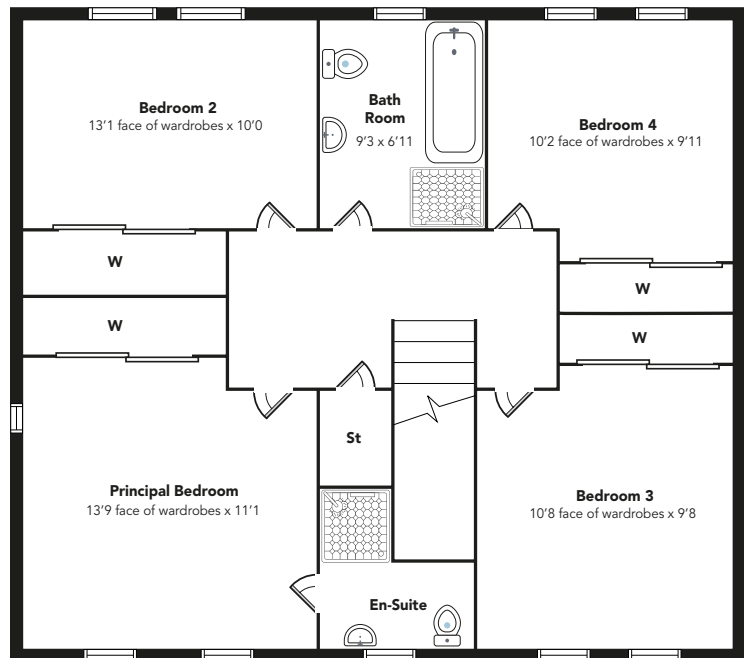 Bedroom 2
13’1 face of wardrobes x 10’0
Bath
Room
9’3 x 6’11
Bedroom 4
10’2 face of wardrobes x 9’11
W
W
W
W
St
Principal Bedroom
13’9 face of wardrobes x 11’1
Bedroom 3
10’8 face of wardrobes x 9’8
En-Suite